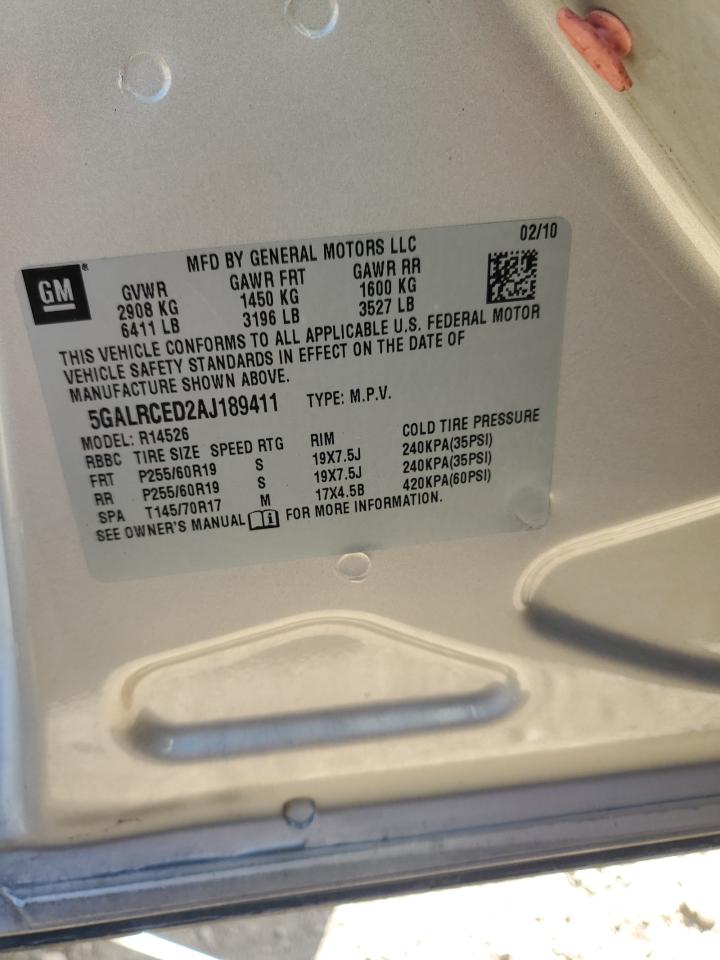 GM®
MFD BY GENERAL MOTORS LLC 02/10
GVWR GAWR FRT GAWR RR
2908 KG 1450 KG 1600 KG
6411 LB 3196 LB 3527 LB
THIS VEHICLE CONFORMS TO ALL APPLICABLE U.S. FEDERAL MOTOR
VEHICLE SAFETY STANDARDS IN EFFECT ON THE DATE OF
MANUFACTURE SHOWN ABOVE.
5GALRCED2AJ189411 TYPE: M.P.V.
MODEL: R14526
RBBC TIRE SIZE SPEED RTG RIM COLD TIRE PRESSURE
FRT P255/60R19 S 19X7.5J 240KPA(35PSI)
RR P255/60R19 S 19X7.5J 240KPA(35PSI)
SPA T145/70R17 M 17X4.5B 420KPA(60PSI)
SEE OWNER'S MANUAL FOR MORE INFORMATION.